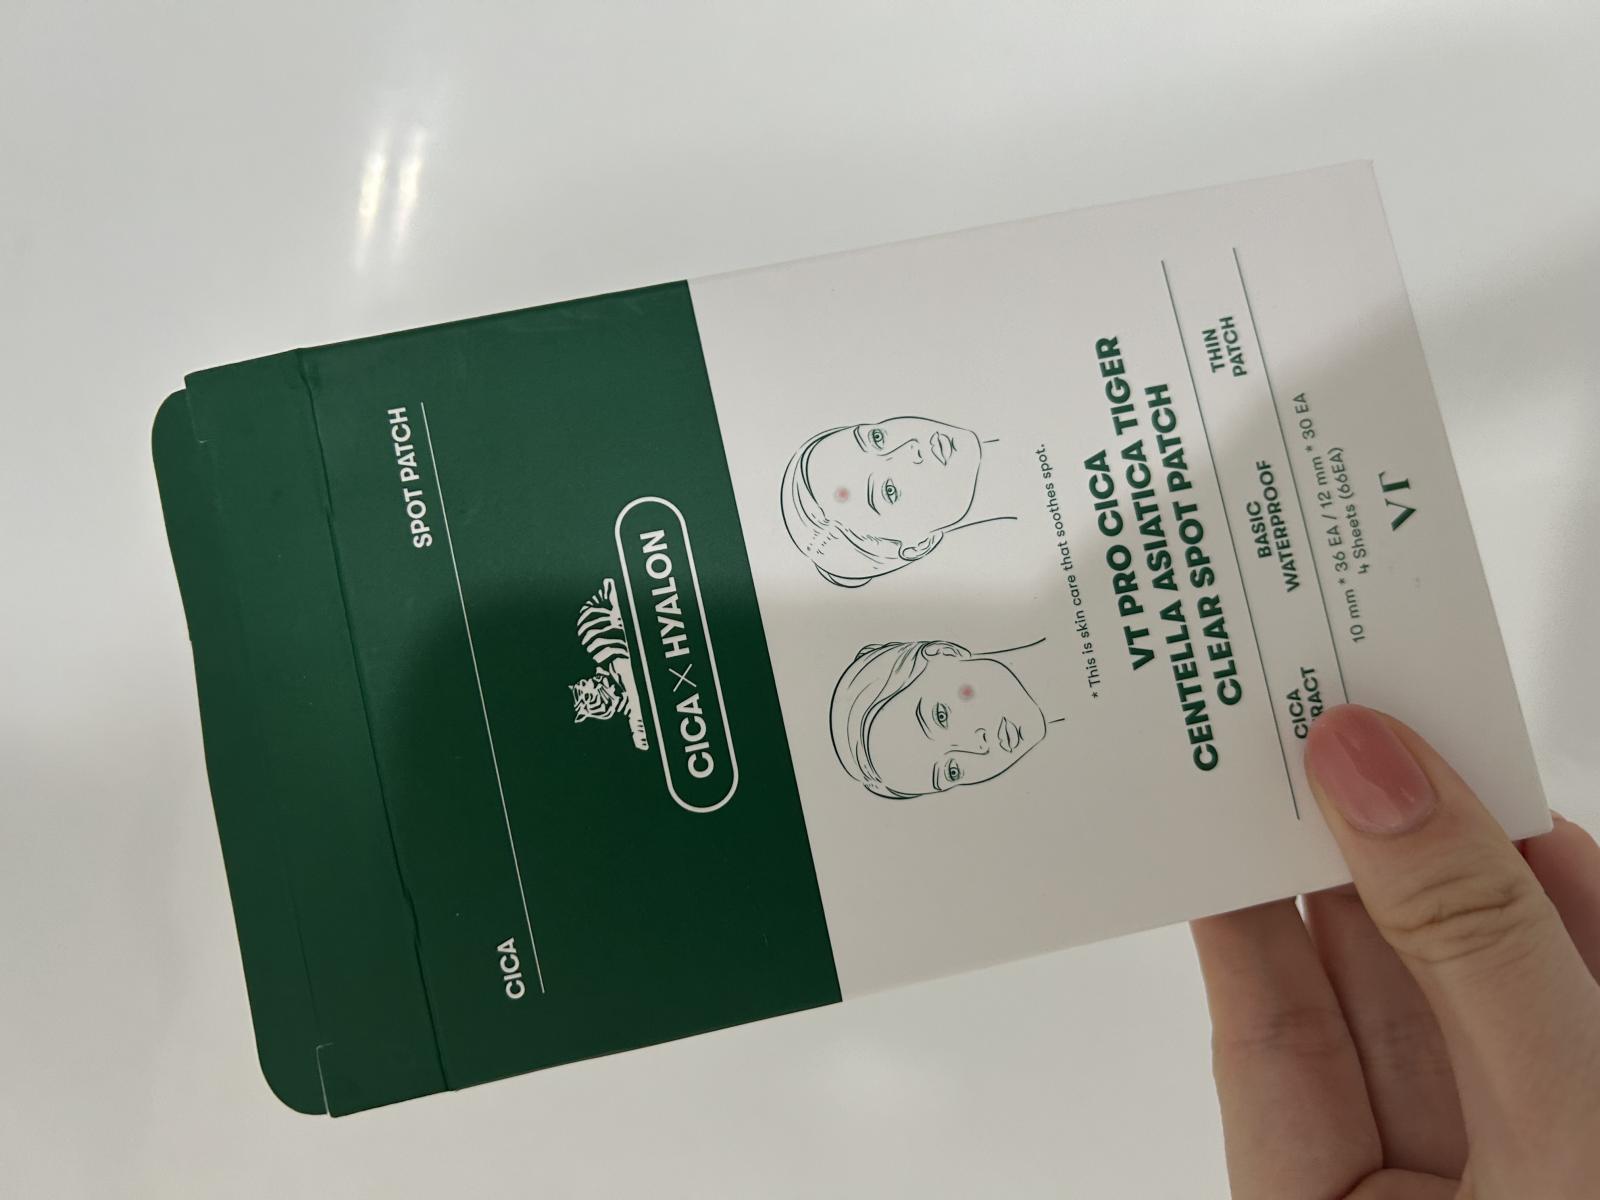 CICA
SPOT PATCH
CICA X HYALON
* This is skin care that soothes spot.
VT PRO CICA
CENTELLA ASIATICA TIGER
CLEAR SPOT PATCH
CICA
BASIC
WATERPROOF
THIN
PATCH
10 mm * 36 EA / 12 mm * 30 EA
4 Sheets (66EA)
VT